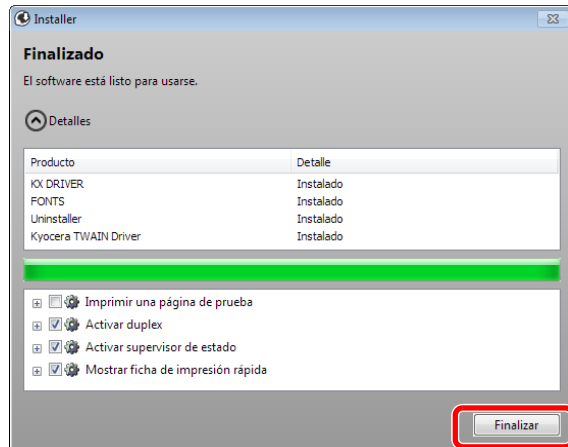 Installer
Finalizado
El software está listo para usarse.
Detalles
Producto Detalle
KX DRIVER Instalado
FONTS Instalado
Uninstaller Instalado
Kyocera TWAIN Driver Instalado
Imprimir una página de prueba
Activar duplex
Activar supervisor de estado
Mostrar ficha de impresión rápida
Finalizar